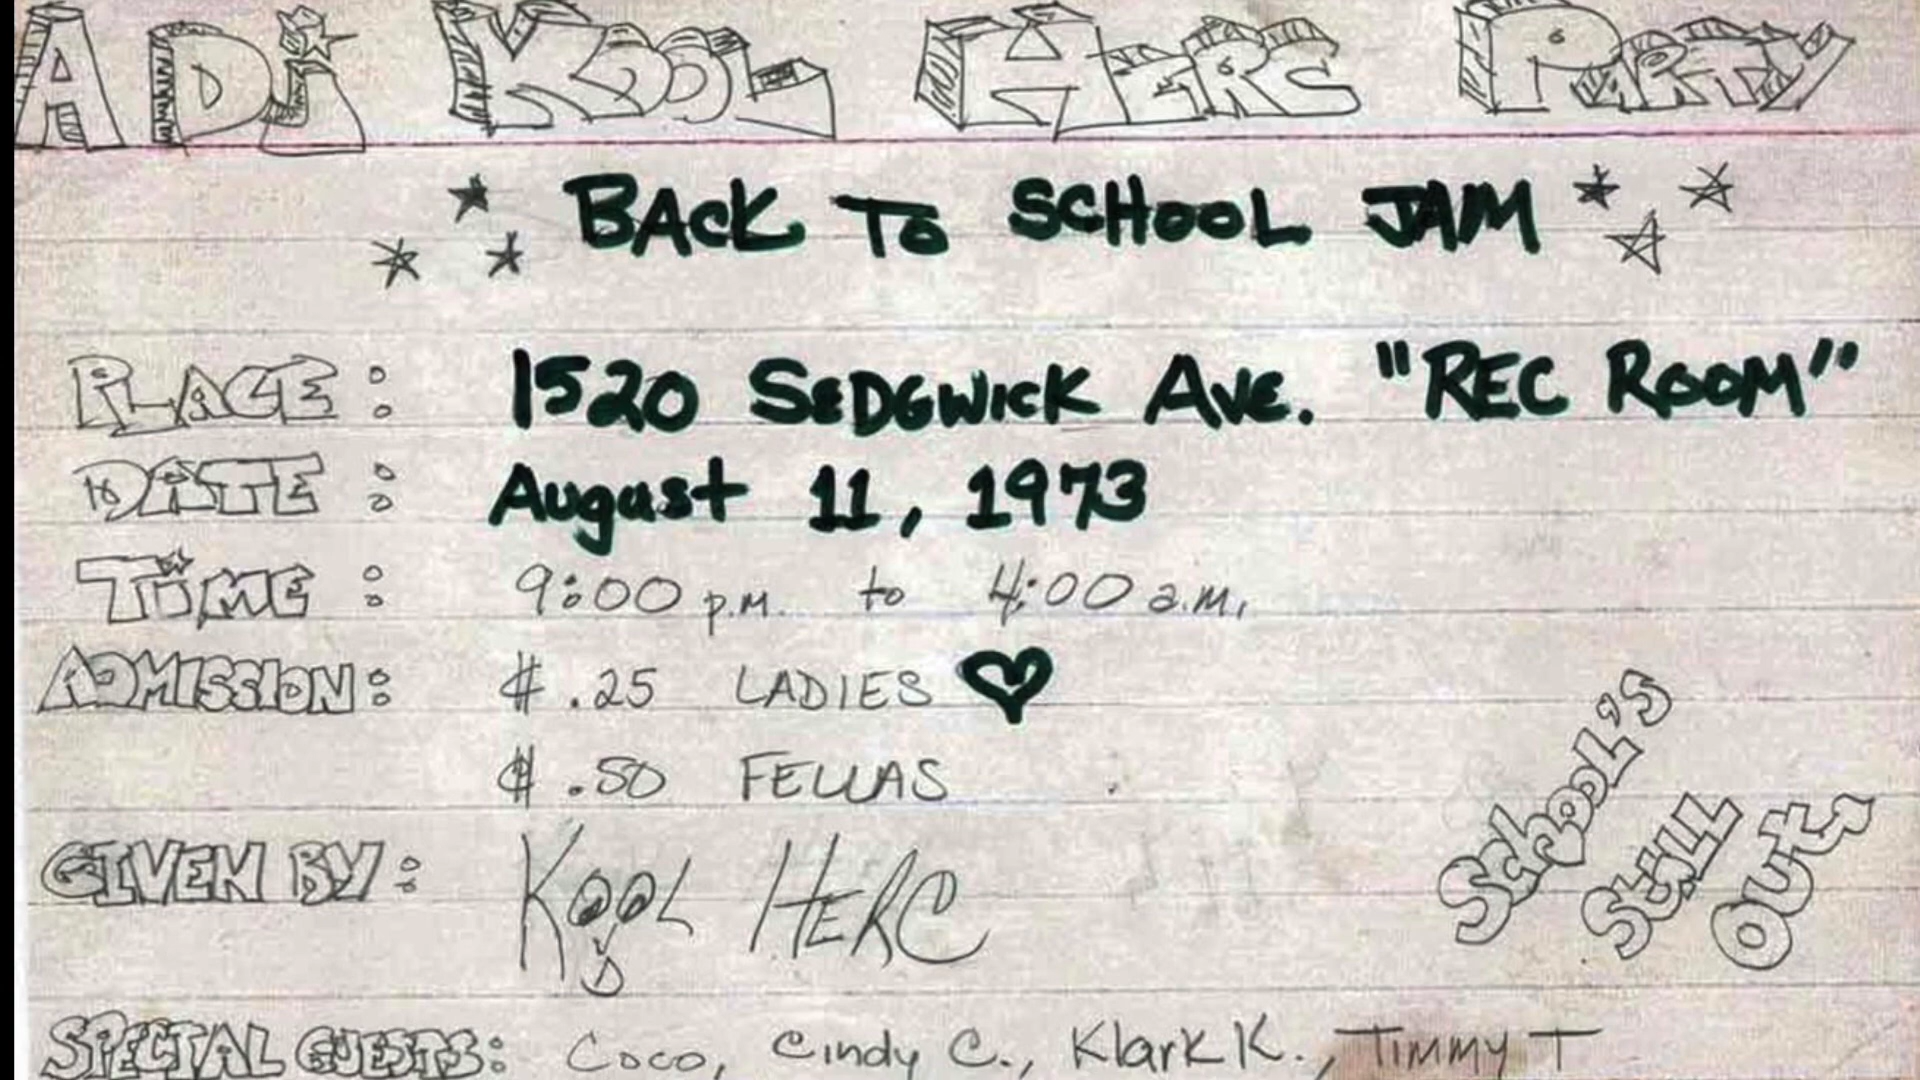 A DJ KOOL HERC PARTY
BACK TO SCHOOL JAM
PLACE: 1520 SEDGWICK AVE. "REC ROOM"
DATE: August 11, 1973
TIME: 9:00 p.m. to 4:00 a.m.
ADMISSION: $.25 LADIES
$.50 FELLAS
School's
Still
Out.
GIVEN BY: KOOL HERC
SPECIAL GUESTS: Coco, Cindy C., Klark K., TIMMY T